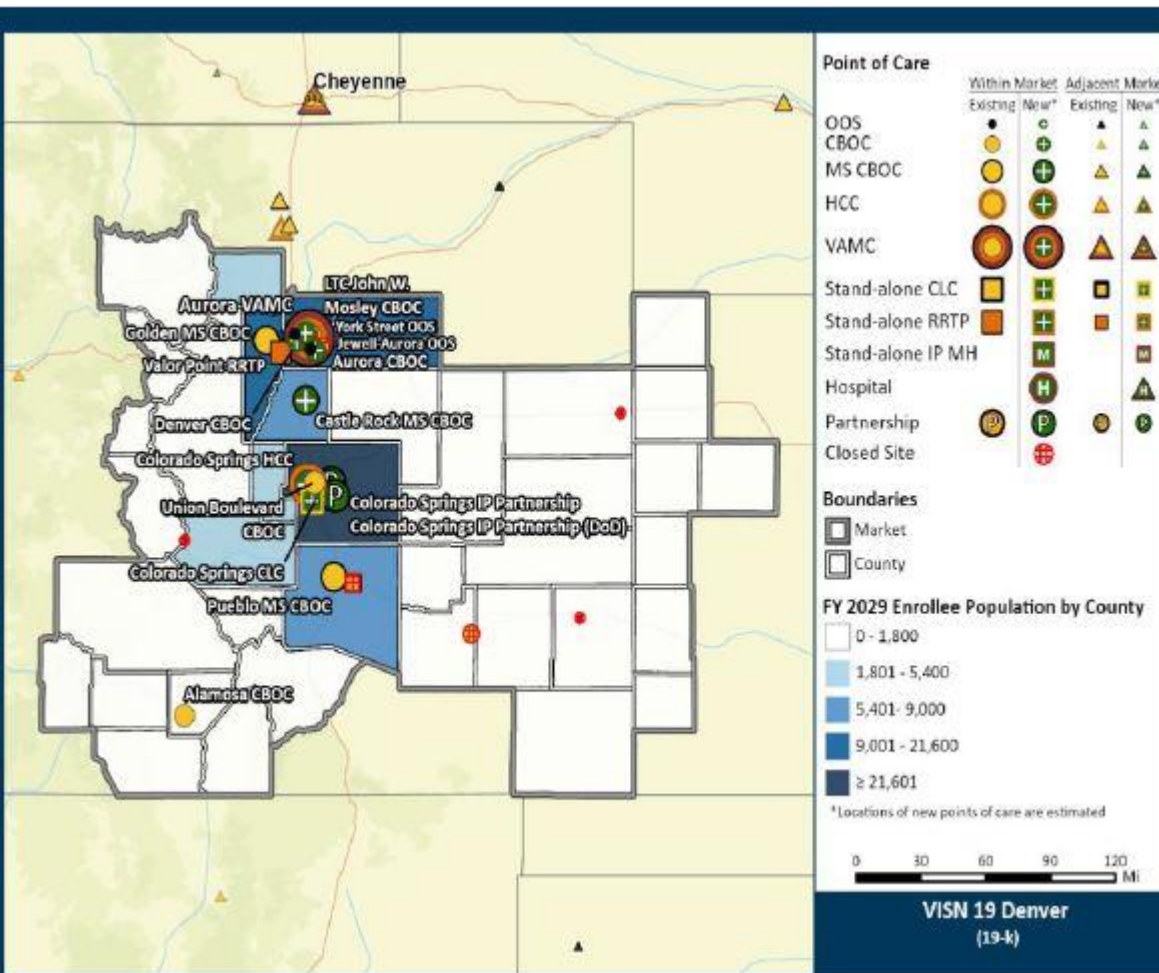 Cheyenne
LTC John W.
Aurora VAMC
Mosley CBOC
Golden MS CBOC
York Street OOS
Jewell-Aurora OOS
Valor Point RRTP
Aurora CBOC
Denver CBOC
Castle Rock MS CBOC
Colorado Springs HCC
Union Boulevard
CBOC
Colorado Springs IP Partnership
Colorado Springs IP Partnership (DoD)
Colorado Springs CLC
Pueblo MS CBOC
Alamosa CBOC
P
P
Point of Care
Within Market Adjacent Marke
Existing New* Existing New*
OOS
CBOC
MS CBOC
HCC
VAMC
Stand-alone CLC
Stand-alone RRTP
Stand-alone IP MH M M
Hospital H H
Partnership P P P P
Closed Site
Boundaries
Market
County
FY 2029 Enrollee Population by County
0 - 1,800
1,801 - 5,400
5,401- 9,000
9,001 - 21,600
≥ 21,601
*Locations of new points of care are estimated
0 30 60 90 120
Mi
VISN 19 Denver
(19-k)